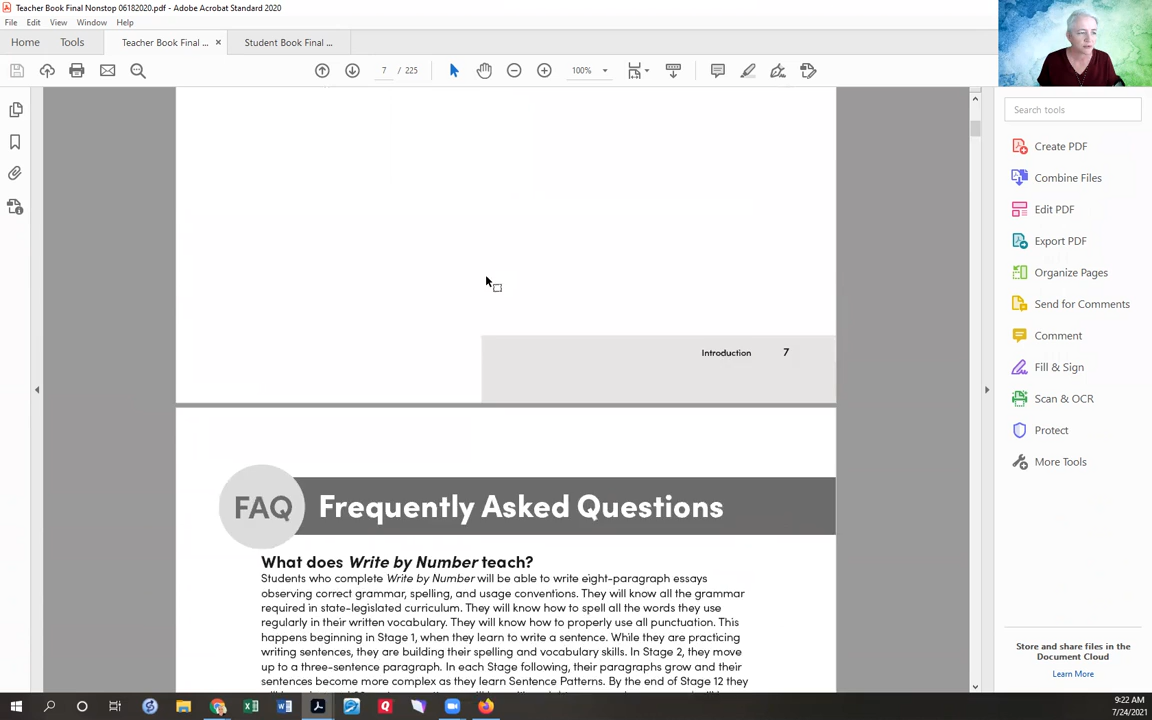 Teacher Book Final Nonstop 06182020.pdf - Adobe Acrobat Standard 2020
File Edit View Window Help
Home Tools Teacher Book Final ... × Student Book Final ...
7 / 225 100%
Search tools
Create PDF
Combine Files
Edit PDF
Export PDF
Organize Pages
Send for Comments
Comment
Fill & Sign
Scan & OCR
Protect
More Tools
Introduction 7
FAQ Frequently Asked Questions
What does Write by Number teach?
Students who complete Write by Number will be able to write eight-paragraph essays
observing correct grammar, spelling, and usage conventions. They will know all the grammar
required in state-legislated curriculum. They will know how to spell all the words they use
regularly in their written vocabulary. They will know how to properly use all punctuation. This
happens beginning in Stage 1, when they learn to write a sentence. While they are practicing
writing sentences, they are building their spelling and vocabulary skills. In Stage 2, they move
up to a three-sentence paragraph. In each Stage following, their paragraphs grow and their
sentences become more complex as they learn Sentence Patterns. By the end of Stage 12 they
Store and share files in the
Document Cloud
Learn More
9:22 AM
7/24/2021